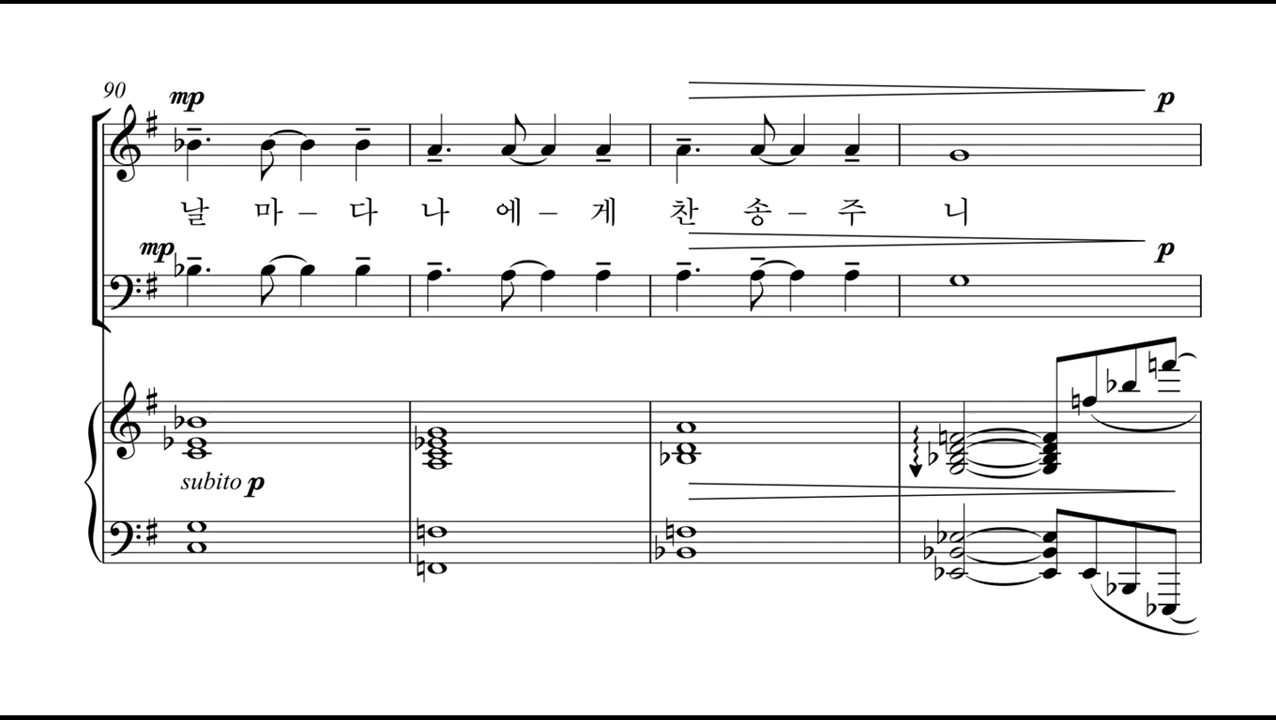 90
mp
p
날 마 – 다 나 에 – 게 찬 송 – 주 니
mp
p
subito p